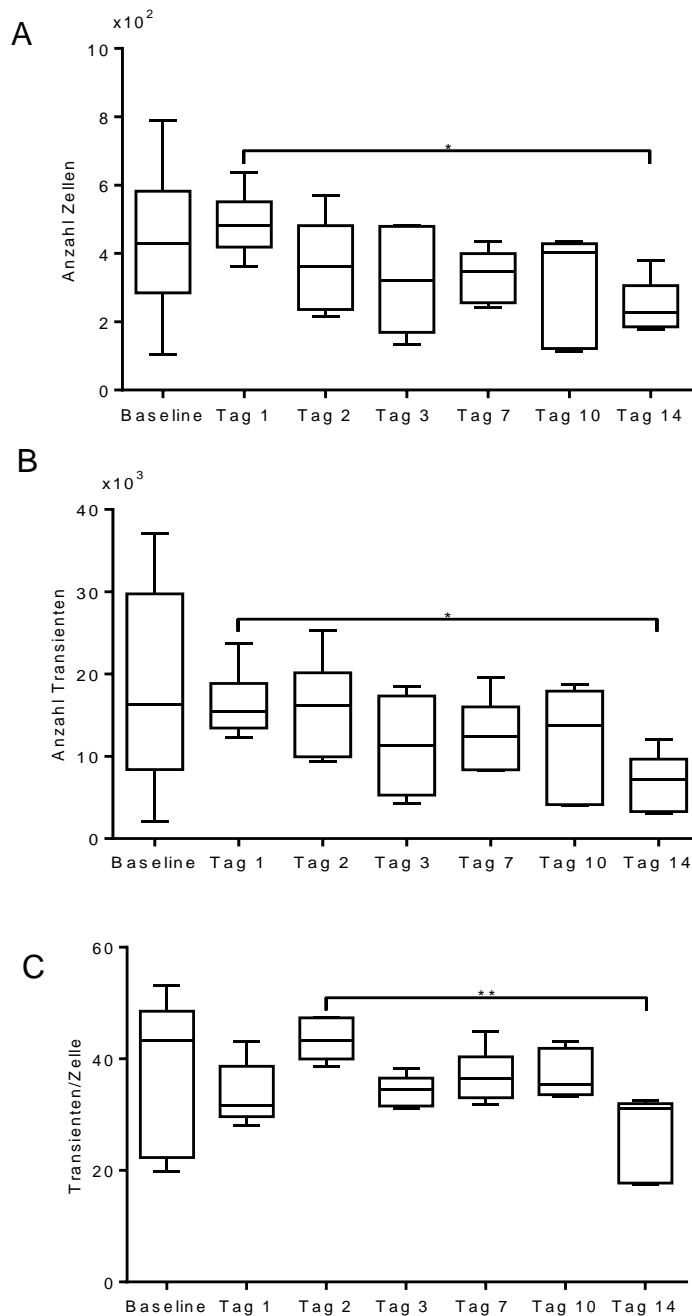 A
x10²
Anzahl Zellen
10
8
6
4
2
0
*
Baseline Tag 1 Tag 2 Tag 3 Tag 7 Tag 10 Tag 14
B
x10³
Anzahl Transienten
40
30
20
10
0
*
Baseline Tag 1 Tag 2 Tag 3 Tag 7 Tag 10 Tag 14
C
Transienten/Zelle
60
40
20
0
**
Baseline Tag 1 Tag 2 Tag 3 Tag 7 Tag 10 Tag 14